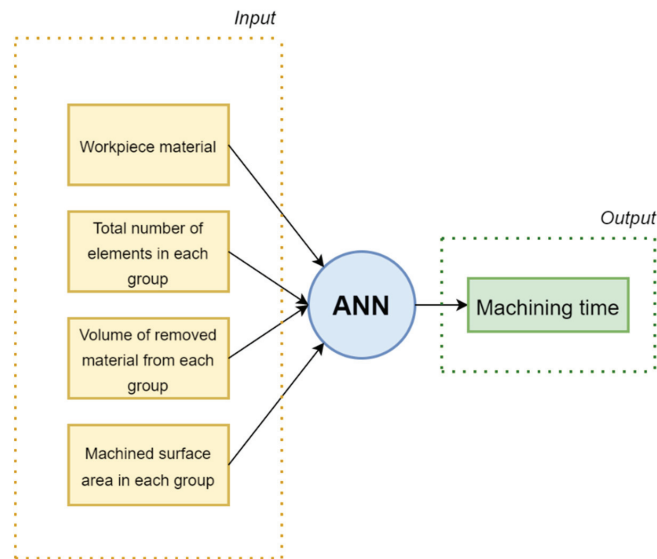 Input
Workpiece material
Total number of
elements in each
group
Volume of removed
material from each
group
Machined surface
area in each group
ANN
Output
Machining time